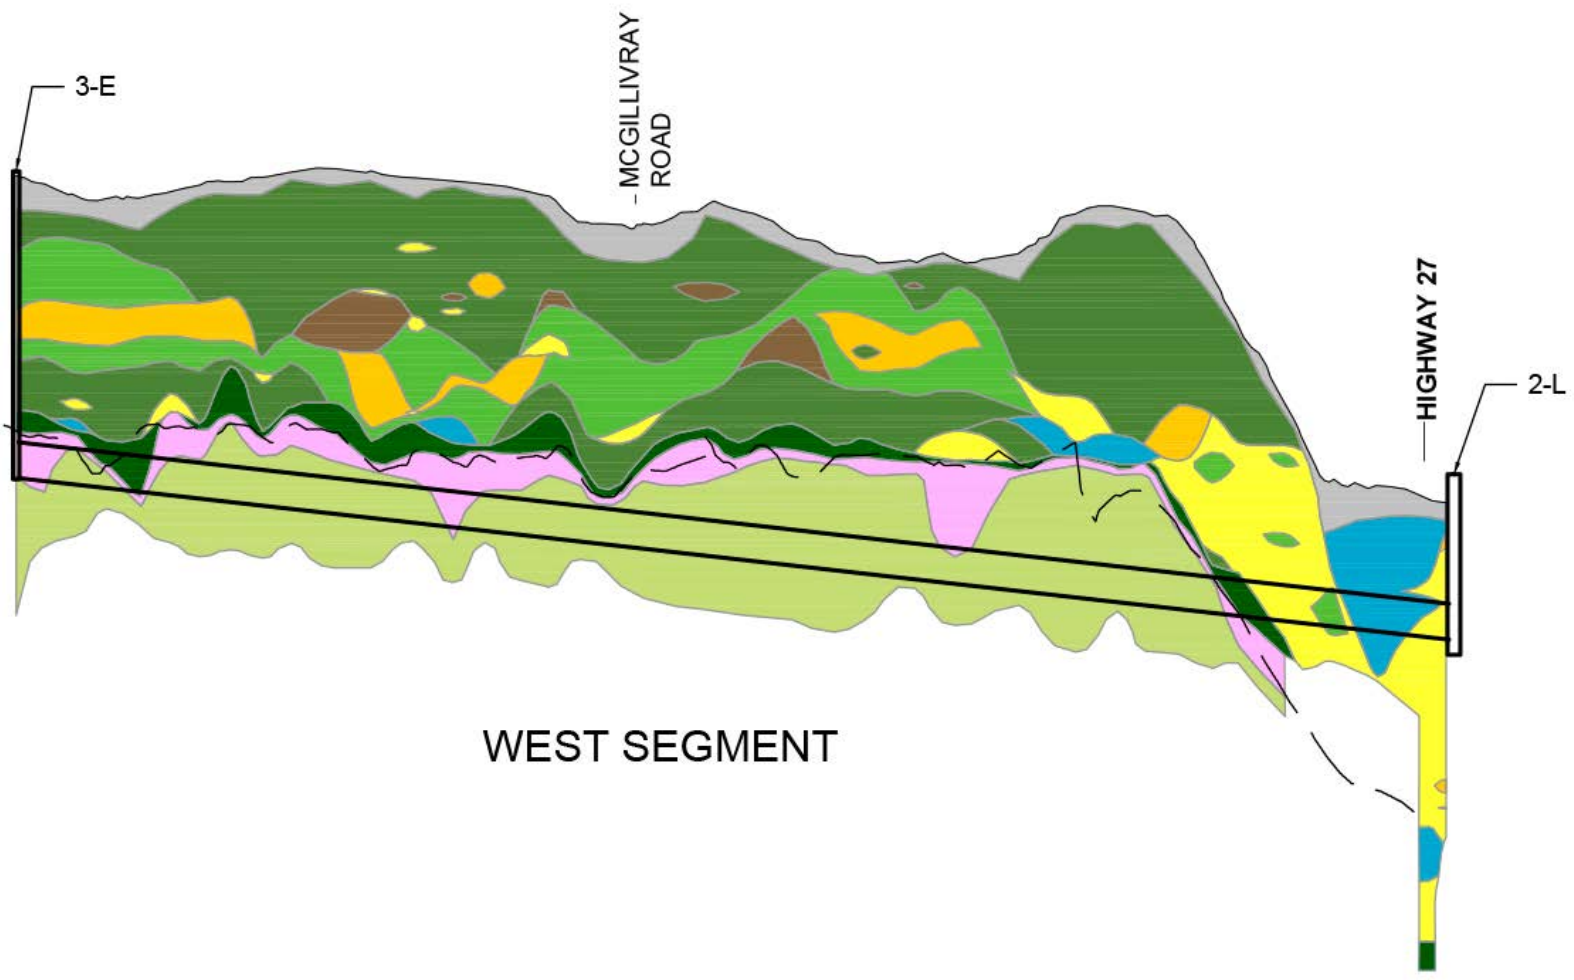 3-E
MCGILLIVRAY
ROAD
HIGHWAY 27
2-L
WEST SEGMENT